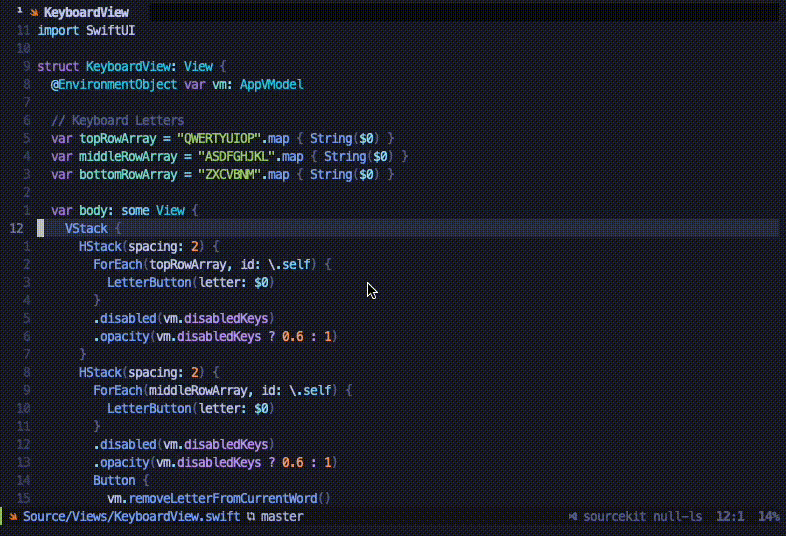 1 KeyboardView
11 import SwiftUI
10
9 struct KeyboardView: View {
8 @EnvironmentObject var vm: AppVModel
7
6 // Keyboard Letters
5 var topRowArray = "QWERTYUIOP".map { String($0) }
4 var middleRowArray = "ASDFGHJKL".map { String($0) }
3 var bottomRowArray = "ZXCVBNM".map { String($0) }
2
1 var body: some View {
12 VStack {
1 HStack(spacing: 2) {
2 ForEach(topRowArray, id: \.self) {
3 LetterButton(letter: $0)
4 }
5 .disabled(vm.disabledKeys)
6 .opacity(vm.disabledKeys ? 0.6 : 1)
7 }
8 HStack(spacing: 2) {
9 ForEach(middleRowArray, id: \.self) {
10 LetterButton(letter: $0)
11 }
12 .disabled(vm.disabledKeys)
13 .opacity(vm.disabledKeys ? 0.6 : 1)
14 Button {
15 vm.removeLetterFromCurrentWord()
Source/Views/KeyboardView.swift master sourcekit null-ls 12:1 14%